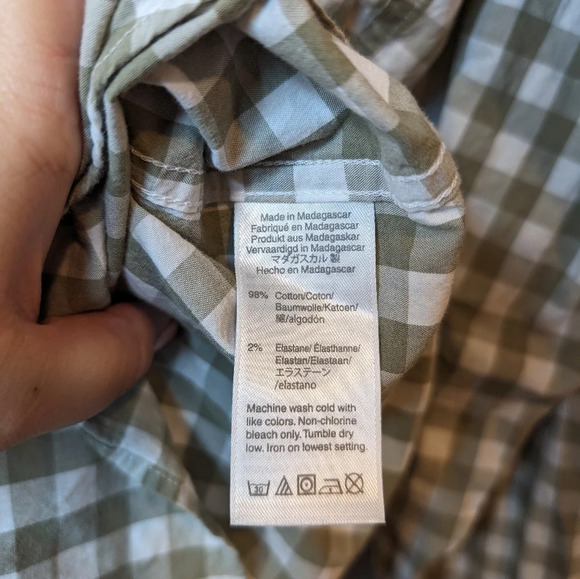 Made in Madagascar
Fabriqué en Madagascar
Produkt aus Madagaskar
Vervaardigd in Madagascar
マダガスカル 製
Hecho en Madagascar
98% Cotton/Coton/
Baumwolle/Katoen/
綿/algodón
2% Elastane/ Élasthanne/
Elastan/Elastaan/
エラステーン
/elastano
Machine wash cold with
like colors. Non-chlorine
bleach only. Tumble dry
low. Iron on lowest setting.
30